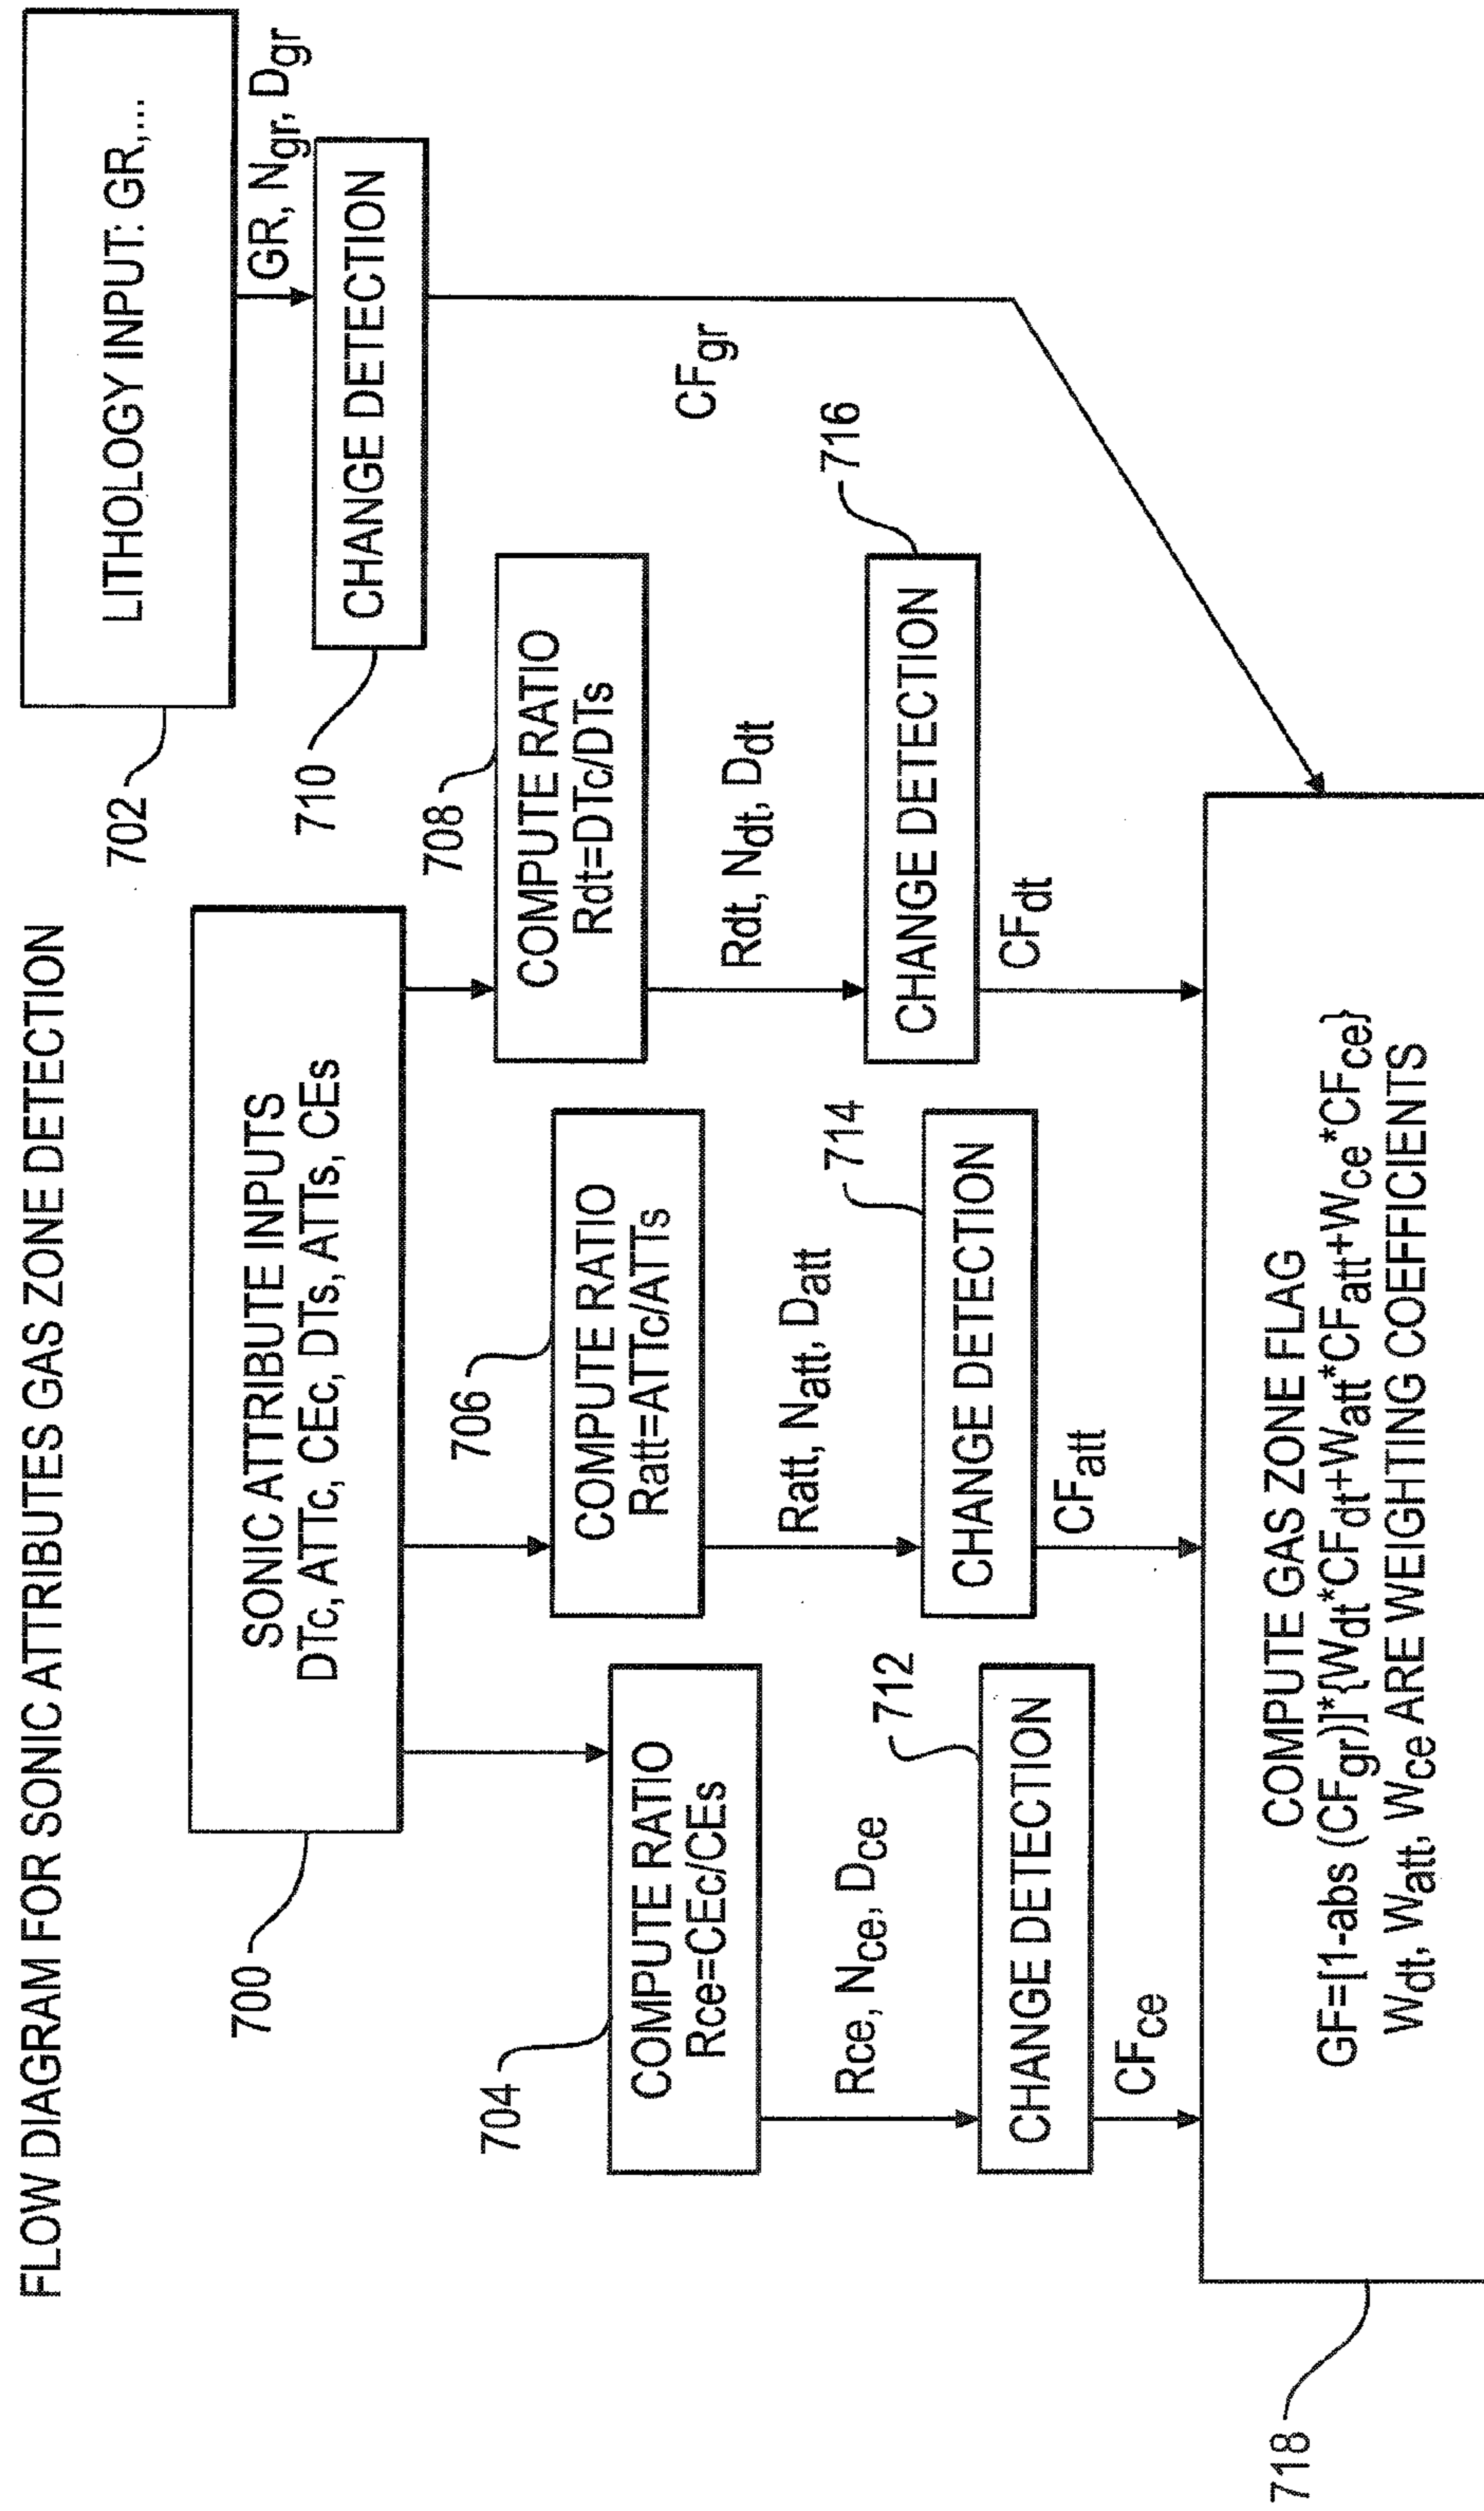 FLOW DIAGRAM FOR SONIC ATTRIBUTES GAS ZONE DETECTION
LITHOLOGY INPUT: GR,...
702
GR, Ngr, Dgr
SONIC ATTRIBUTE INPUTS
DTc, ATTc, CEc, DTs, ATTs, CEs
700
CHANGE DETECTION
710
CFgr
COMPUTE RATIO
Rce=CEc/CEs
704
COMPUTE RATIO
Ratt=ATTc/ATTs
706
COMPUTE RATIO
Rdt=DTc/DTs
708
Rce, Nce, Dce
Ratt, Natt, Datt
Rdt, Ndt, Ddt
CHANGE DETECTION
712
CHANGE DETECTION
714
CHANGE DETECTION
716
CFce
CFatt
CFdt
COMPUTE GAS ZONE FLAG
GF=[1-abs (CFgr)]*{Wdt*CFdt+Watt*CFatt+Wce*CFce}
Wdt, Watt, Wce ARE WEIGHTING COEFFICIENTS
718